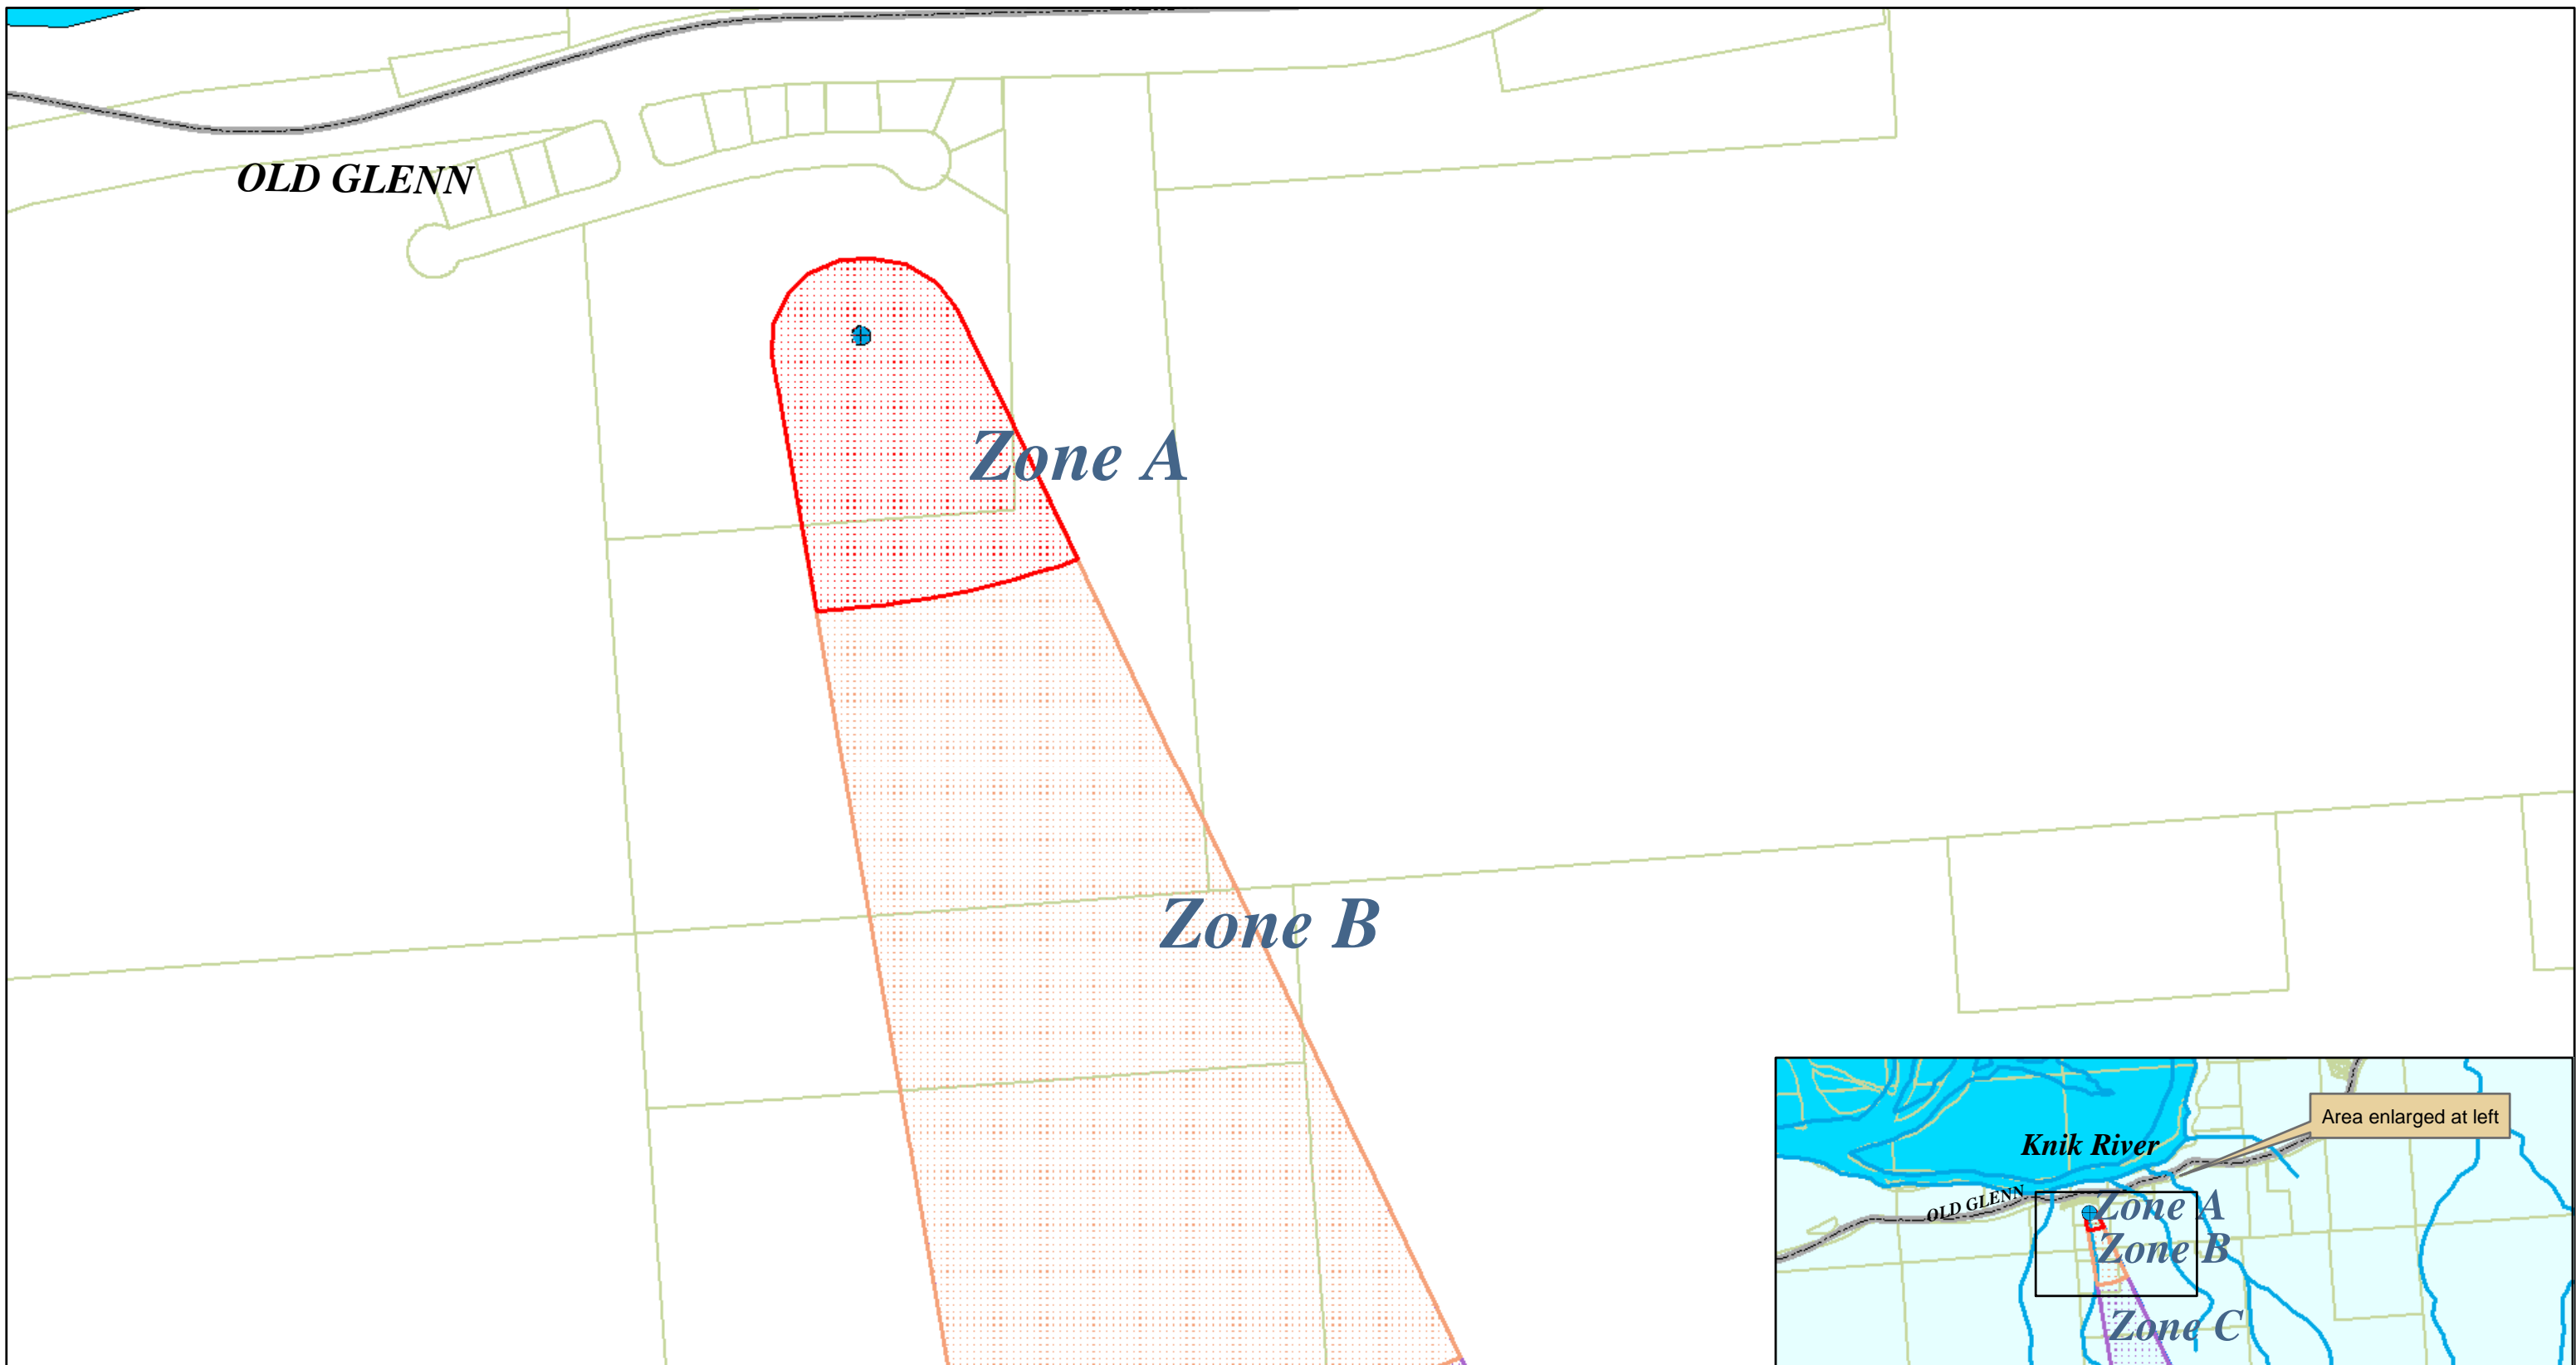 OLD GLENN
Zone A
Zone B
Area enlarged at left
Knik River
OLD GLENN
Zone A
Zone B
Zone C